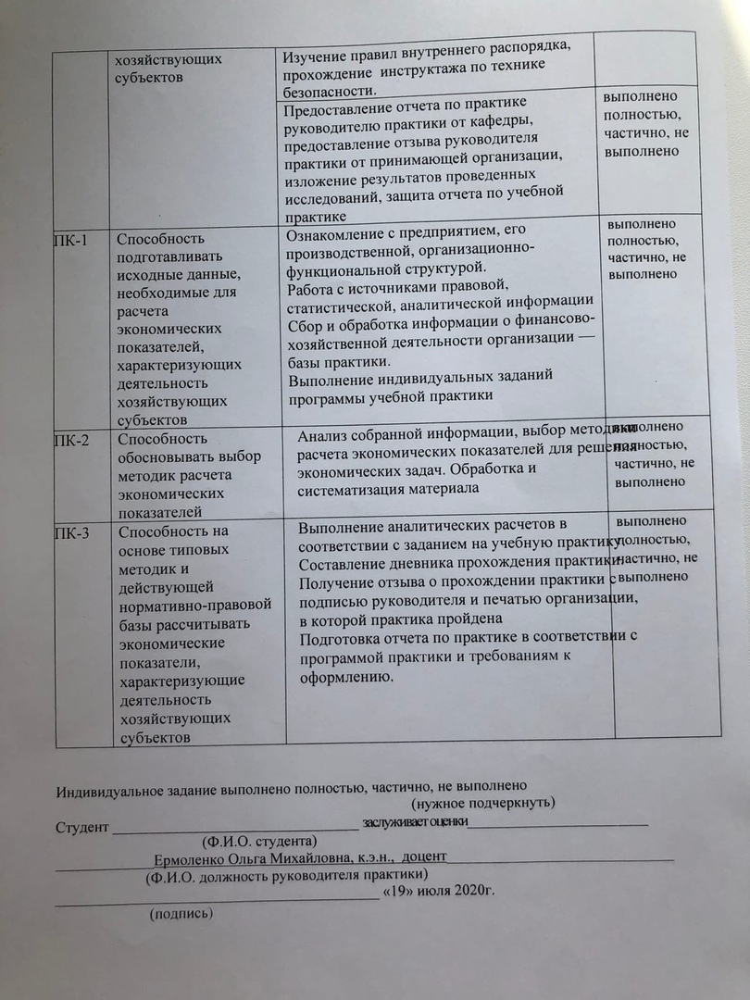 хозяйствующих
субъектов
Изучение правил внутреннего распорядка,
прохождение инструктажа по технике
безопасности.
Предоставление отчета по практике
руководителю практики от кафедры,
предоставление отзыва руководителя
практики от принимающей организации,
изложение результатов проведенных
исследований, защита отчета по учебной
практике
выполнено
полностью,
частично, не
выполнено
ПК-1
Способность
подготавливать
исходные данные,
необходимые для
расчета
экономических
показателей,
характеризующих
деятельность
хозяйствующих
субъектов
Ознакомление с предприятием, его
производственной, организационно-
функциональной структурой.
Работа с источниками правовой,
статистической, аналитической информации
Сбор и обработка информации о финансово-
хозяйственной деятельности организации —
базы практики.
Выполнение индивидуальных заданий
программы учебной практики
выполнено
полностью,
частично, не
выполнено
ПК-2
Способность
обосновывать выбор
методик расчета
экономических
показателей
Анализ собранной информации, выбор методики
расчета экономических показателей для решения
экономических задач. Обработка и
систематизация материала
выполнено
полностью,
частично, не
выполнено
ПК-3
Способность на
основе типовых
методик и
действующей
нормативно-правовой
базы рассчитывать
экономические
показатели,
характеризующие
деятельность
хозяйствующих
субъектов
Выполнение аналитических расчетов в
соответствии с заданием на учебную практику.
Составление дневника прохождения практики.
Получение отзыва о прохождении практики с
подписью руководителя и печатью организации,
в которой практика пройдена
Подготовка отчета по практике в соответствии с
программой практики и требованиям к
оформлению.
выполнено
полностью,
частично, не
выполнено
Индивидуальное задание выполнено полностью, частично, не выполнено
(нужное подчеркнуть)
Студент заслуживает оценки
(Ф.И.О. студента)
Ермоленко Ольга Михайловна, к.э.н., доцент
(Ф.И.О. должность руководителя практики)
«19» июля 2020г.
(подпись)